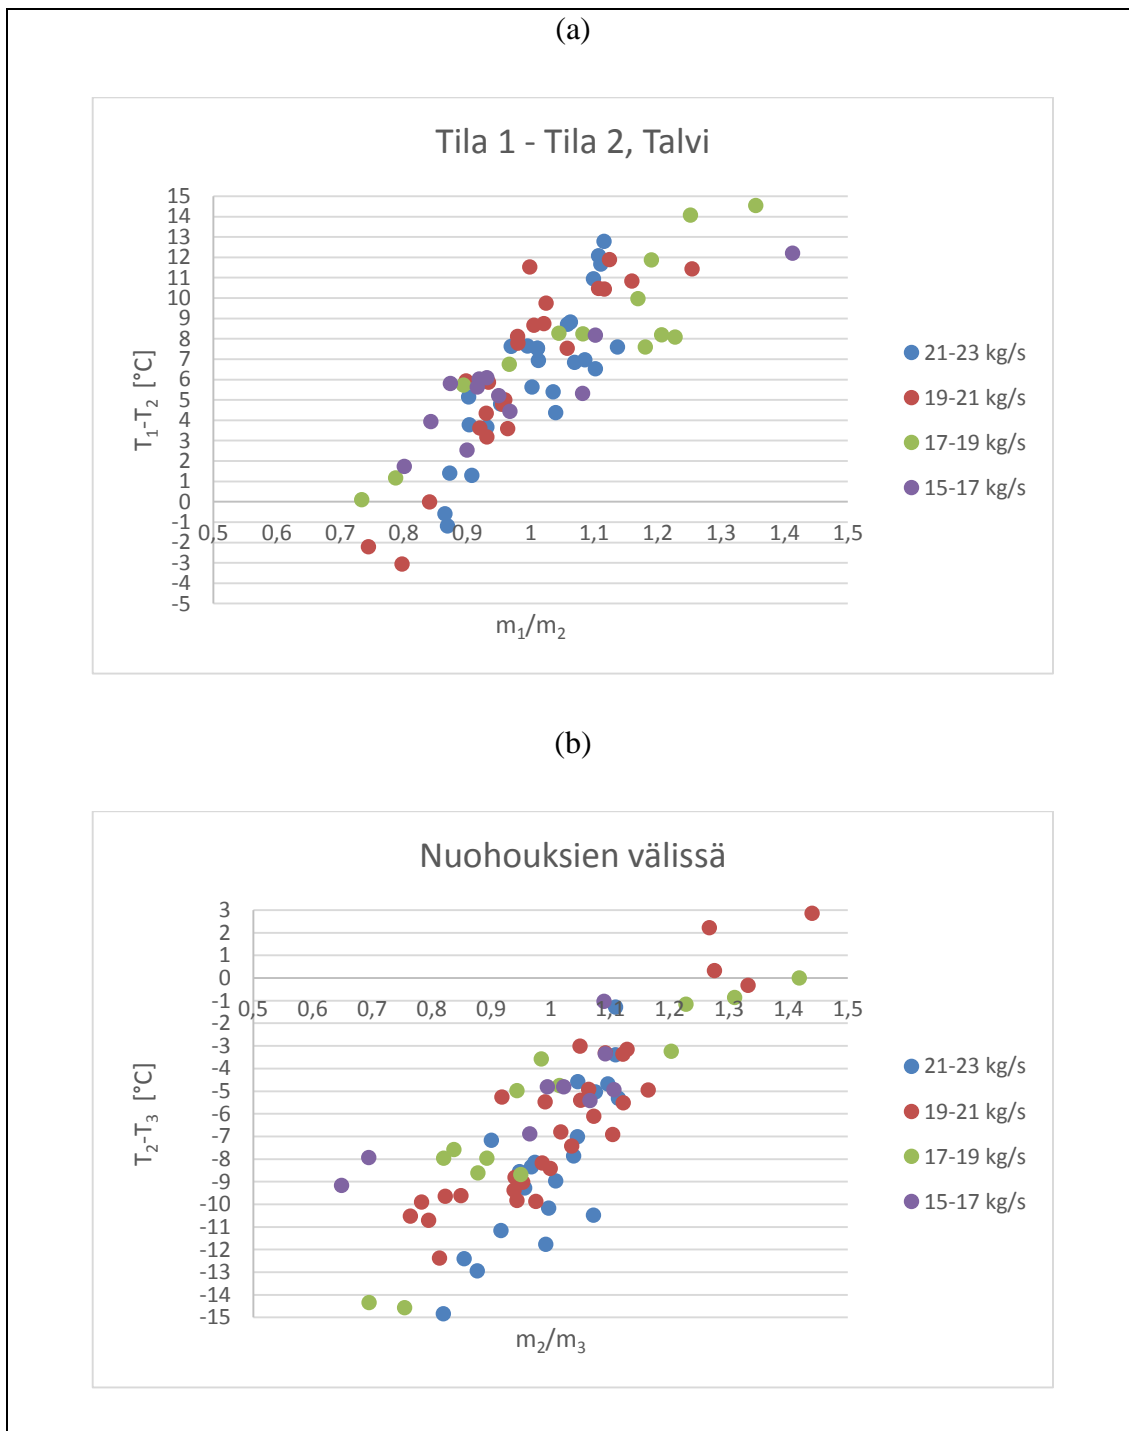 (a)
Tila 1 - Tila 2, Talvi
15
14
13
12
11
10
9
8
7
6
5
4
3
2
1
0
-1
-2
-3
-4
-5
T₁-T₂ [°C]
0,5 0,6 0,7 0,8 0,9 1 1,1 1,2 1,3 1,4 1,5
m₁/m₂
21-23 kg/s
19-21 kg/s
17-19 kg/s
15-17 kg/s
(b)
Nuohouksien välissä
3
2
1
0
-1
-2
-3
-4
-5
-6
-7
-8
-9
-10
-11
-12
-13
-14
-15
T₂-T₃ [°C]
0,5 0,6 0,7 0,8 0,9 1 1,1 1,2 1,3 1,4 1,5
m₂/m₃
21-23 kg/s
19-21 kg/s
17-19 kg/s
15-17 kg/s